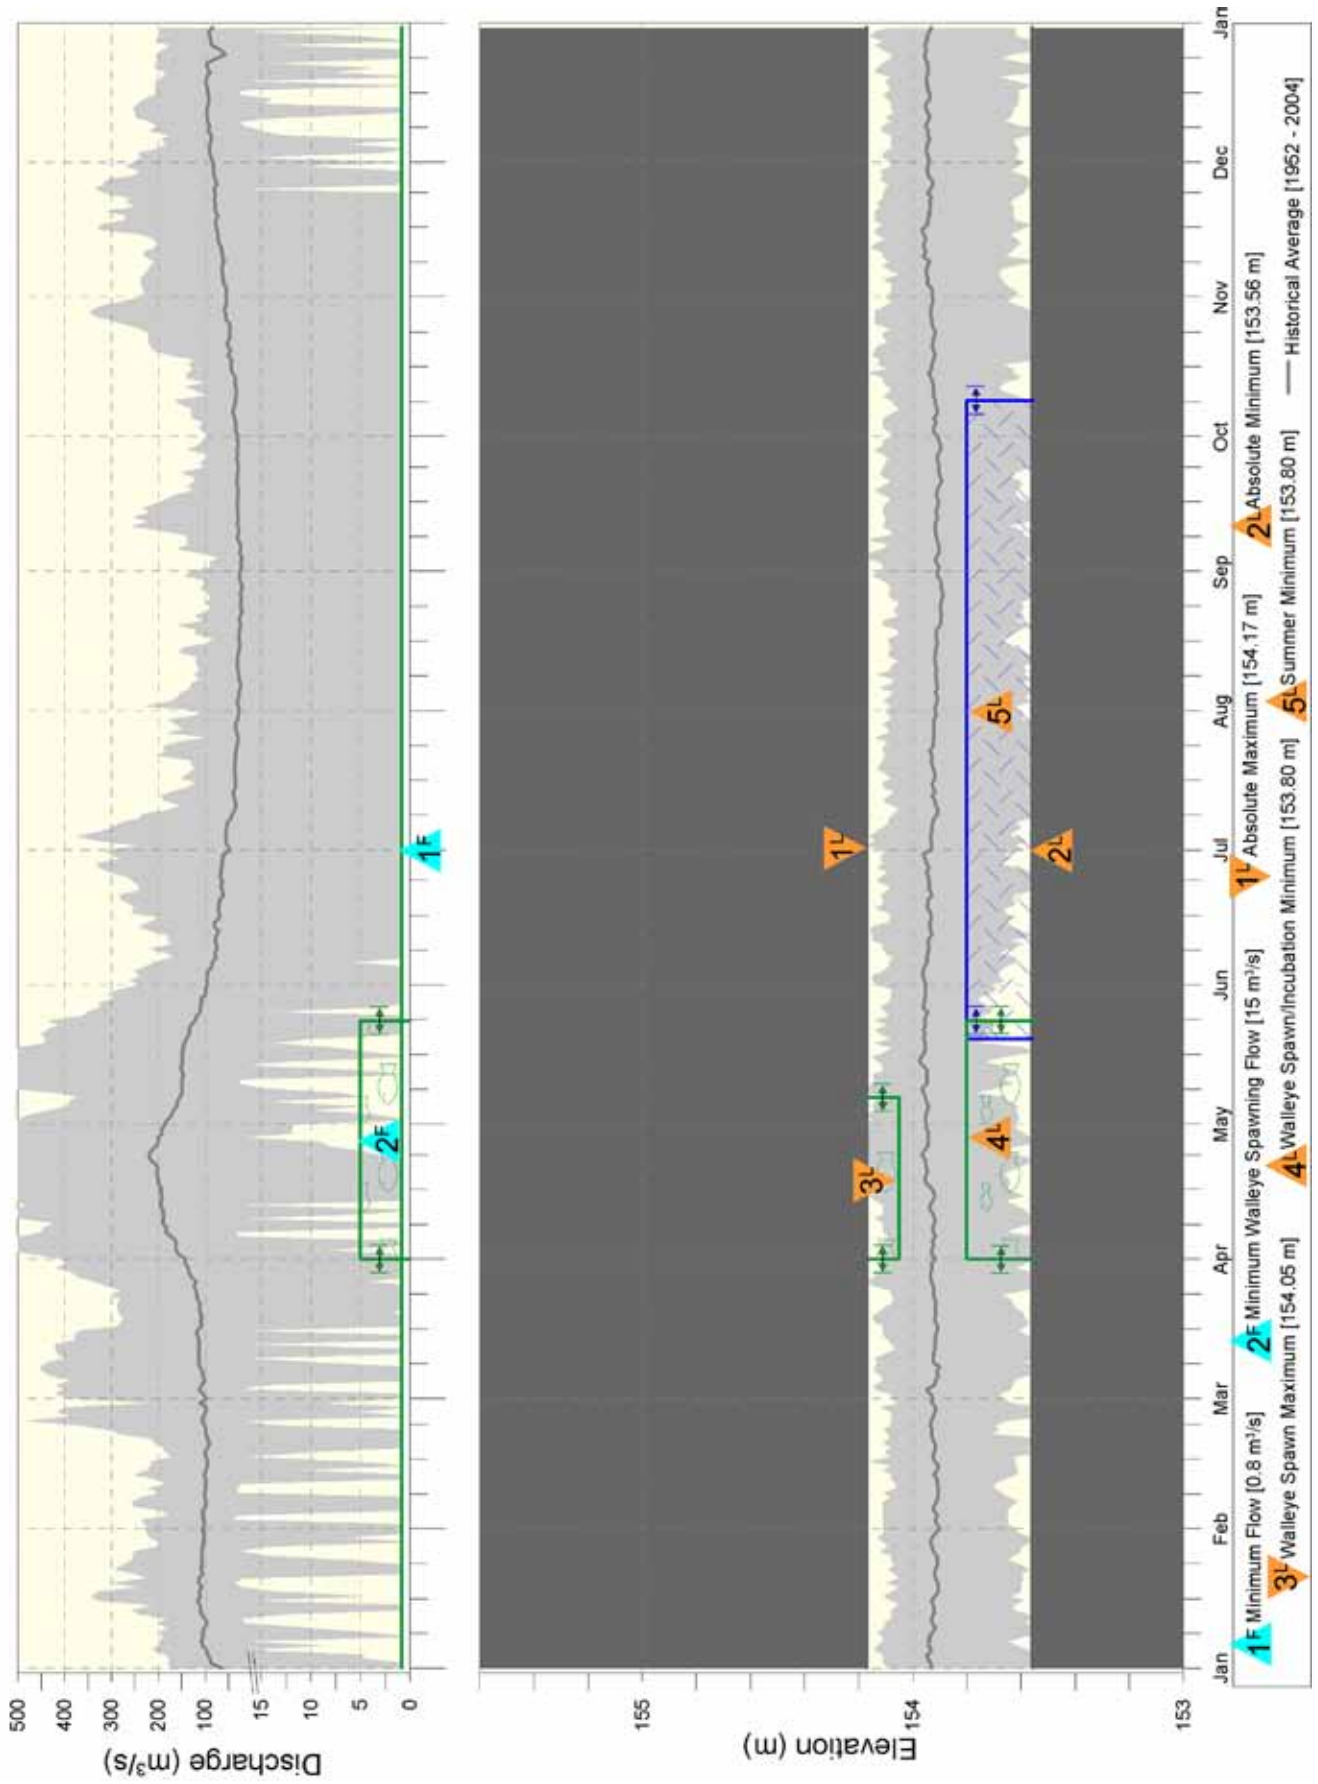 500
400
300
200
100
15
10
5
0
Discharge (m³/s)
2F
1F
155
154
153
Elevation (m)
3L
4L
1L
2L
5L
Jan Feb Mar Apr May Jun Jul Aug Sep Oct Nov Dec Jan
1F Minimum Flow [0.8 m³/s] 2F Minimum Walleye Spawning Flow [15 m³/s] 1L Absolute Maximum [154.17 m] 2L Absolute Minimum [153.56 m]
3L Walleye Spawn Maximum [154.05 m] 4L Walleye Spawn/Incubation Minimum [153.80 m] 5L Summer Minimum [153.80 m] Historical Average [1952 - 2004]